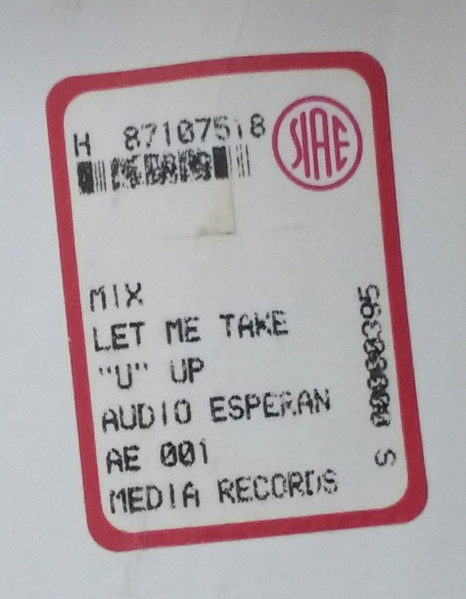 H 87107518
SIAE
MIX
LET ME TAKE
"U" UP
AUDIO ESPERAN
AE 001
MEDIA RECORDS